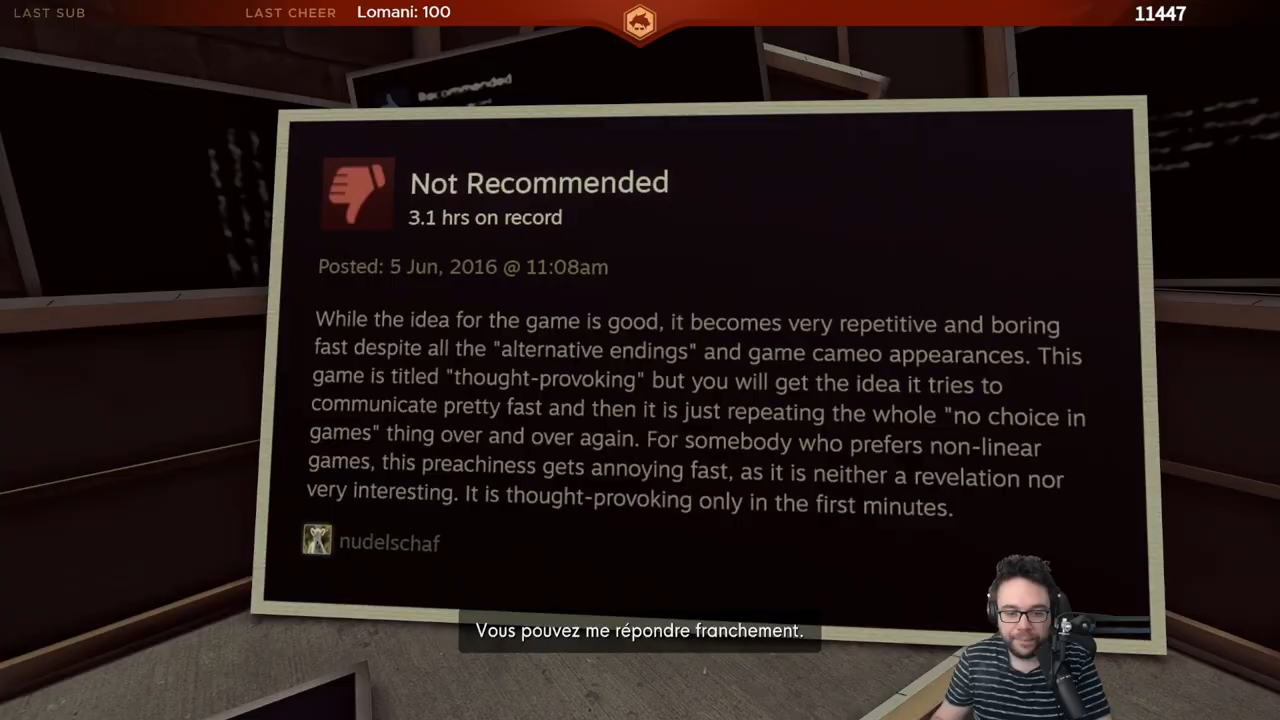 LAST SUB
LAST CHEER Lomani: 100
11447
Recommended
Not Recommended
3.1 hrs on record
Posted: 5 Jun, 2016 @ 11:08am
While the idea for the game is good, it becomes very repetitive and boring
fast despite all the "alternative endings" and game cameo appearances. This
game is titled "thought-provoking" but you will get the idea it tries to
communicate pretty fast and then it is just repeating the whole "no choice in
games" thing over and over again. For somebody who prefers non-linear
games, this preachiness gets annoying fast, as it is neither a revelation nor
very interesting. It is thought-provoking only in the first minutes.
nudelschaf
Vous pouvez me répondre franchement.